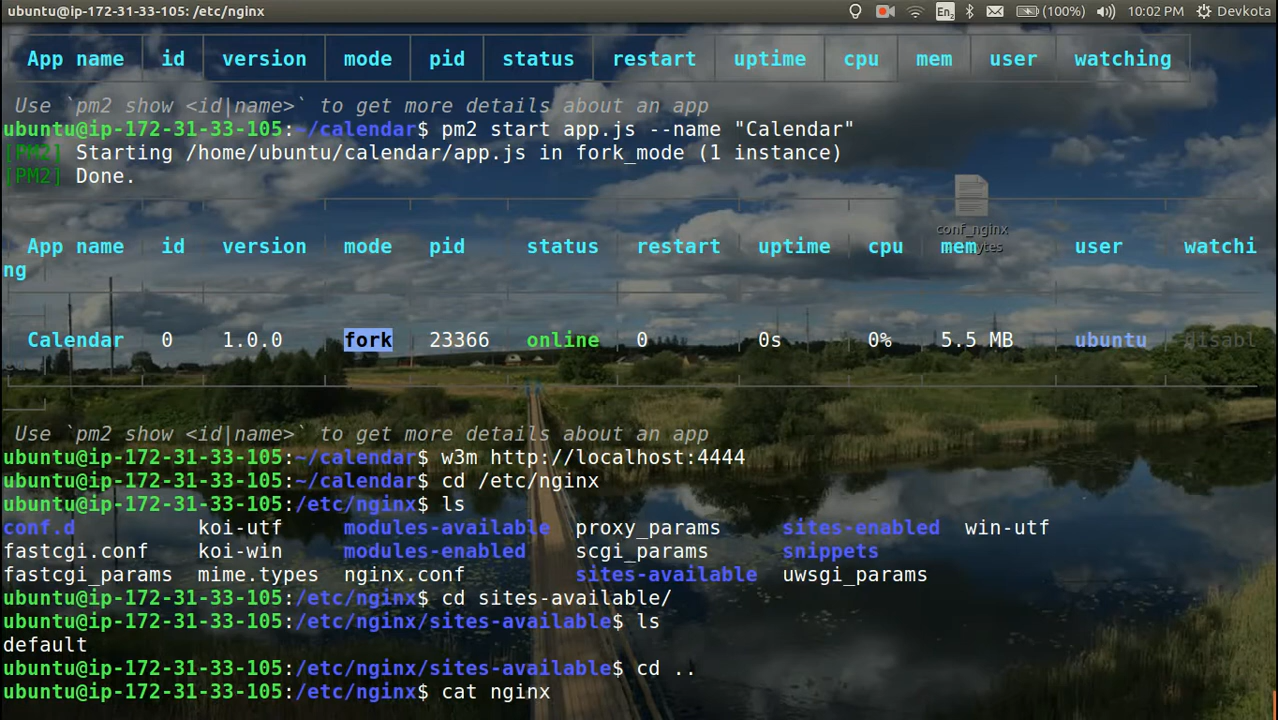 ubuntu@ip-172-31-33-105: /etc/nginx En2 (100%) 10:02 PM Devkota
App name id version mode pid status restart uptime cpu mem user watching
Use `pm2 show <id|name>` to get more details about an app
ubuntu@ip-172-31-33-105:~/calendar$ pm2 start app.js --name "Calendar"
[PM2] Starting /home/ubuntu/calendar/app.js in fork_mode (1 instance)
[PM2] Done.
conf_nginx
App name id version mode pid status restart uptime cpu mem user watchi
ng
Calendar 0 1.0.0 fork 23366 online 0 0s 0% 5.5 MB ubuntu disabl
Use `pm2 show <id|name>` to get more details about an app
ubuntu@ip-172-31-33-105:~/calendar$ w3m http://localhost:4444
ubuntu@ip-172-31-33-105:~/calendar$ cd /etc/nginx
ubuntu@ip-172-31-33-105:/etc/nginx$ ls
conf.d koi-utf modules-available proxy_params sites-enabled win-utf
fastcgi.conf koi-win modules-enabled scgi_params snippets
fastcgi_params mime.types nginx.conf sites-available uwsgi_params
ubuntu@ip-172-31-33-105:/etc/nginx$ cd sites-available/
ubuntu@ip-172-31-33-105:/etc/nginx/sites-available$ ls
default
ubuntu@ip-172-31-33-105:/etc/nginx/sites-available$ cd ..
ubuntu@ip-172-31-33-105:/etc/nginx$ cat nginx